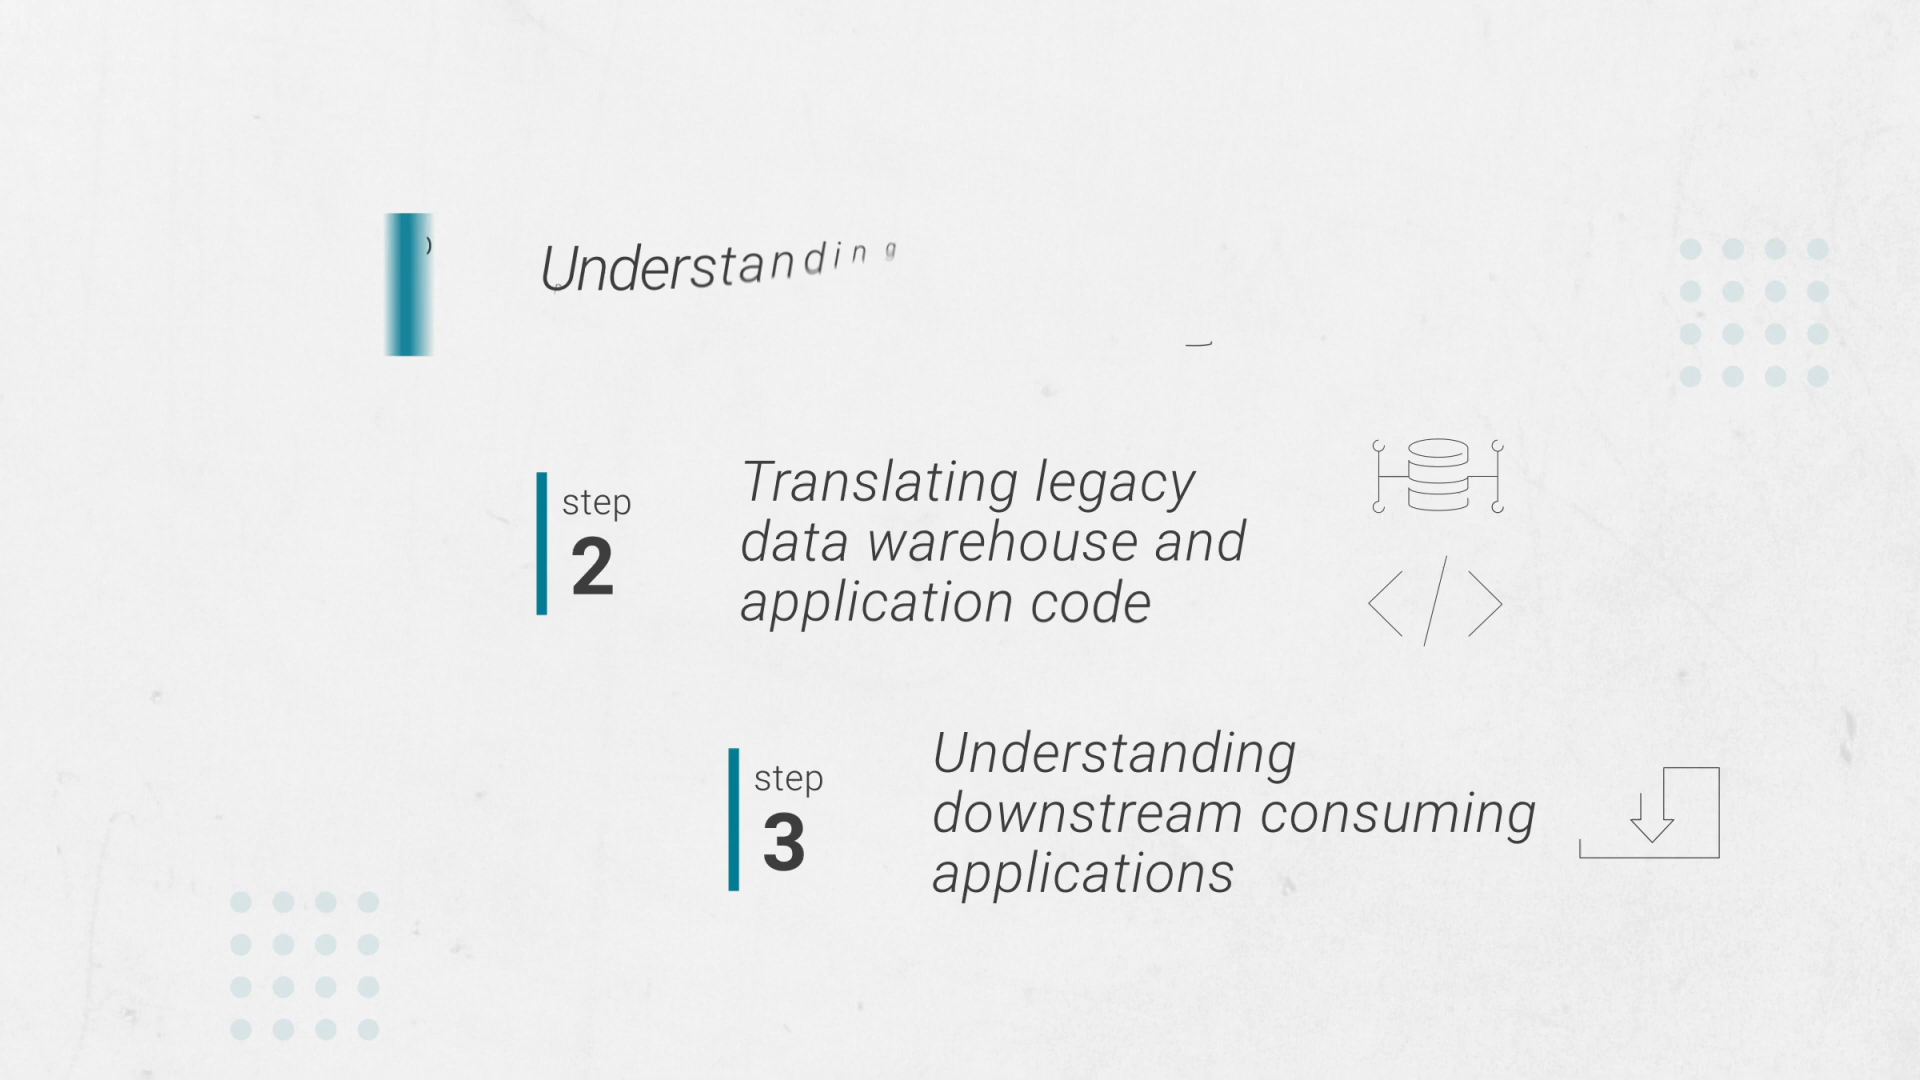 Understanding
step
2
Translating legacy
data warehouse and
application code
step
3
Understanding
downstream consuming
applications